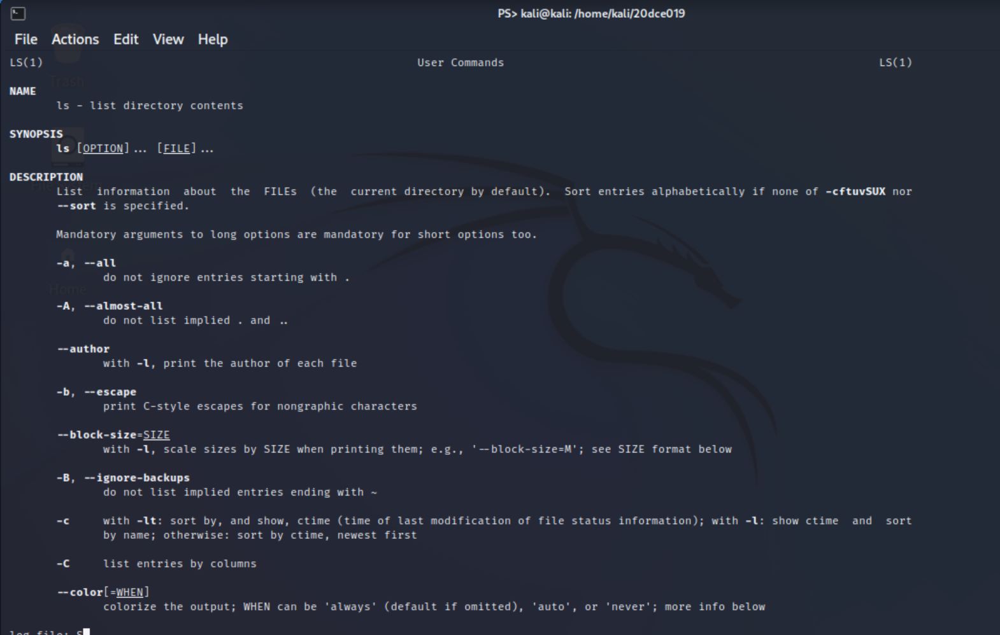 PS> kali@kali: /home/kali/20dce019
File Actions Edit View Help
LS(1) User Commands LS(1)
Trash
NAME
ls - list directory contents
SYNOPSIS
ls [OPTION]... [FILE]...
DESCRIPTION
File System
List information about the FILEs (the current directory by default). Sort entries alphabetically if none of -cftuvSUX nor
--sort is specified.
Mandatory arguments to long options are mandatory for short options too.
-a, --all
do not ignore entries starting with .
Home
-A, --almost-all
do not list implied . and ..
--author
with -l, print the author of each file
-b, --escape
print C-style escapes for nongraphic characters
--block-size=SIZE
with -l, scale sizes by SIZE when printing them; e.g., '--block-size=M'; see SIZE format below
-B, --ignore-backups
do not list implied entries ending with ~
-c with -lt: sort by, and show, ctime (time of last modification of file status information); with -l: show ctime and sort
by name; otherwise: sort by ctime, newest first
-C list entries by columns
--color[=WHEN]
colorize the output; WHEN can be 'always' (default if omitted), 'auto', or 'never'; more info below
log file: S